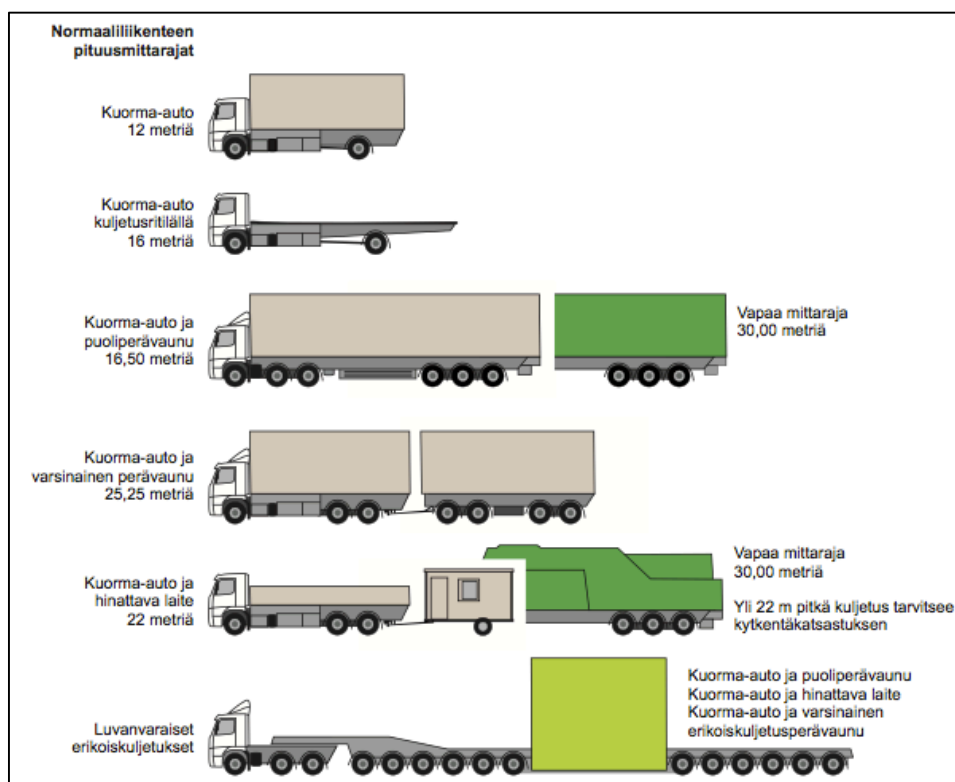 Normaaliliikenteen
pituusmittarajat
Kuorma-auto
12 metriä
Kuorma-auto
kuljetusritilällä
16 metriä
Kuorma-auto ja
puoliperävaunu
16,50 metriä
Vapaa mittaraja
30,00 metriä
Kuorma-auto ja
varsinainen perävaunu
25,25 metriä
Kuorma-auto ja
hinattava laite
22 metriä
Vapaa mittaraja
30,00 metriä
Yli 22 m pitkä kuljetus tarvitsee
kytkentäkatsastuksen
Luvanvaraiset
erikoiskuljetukset
Kuorma-auto ja puoliperävaunu
Kuorma-auto ja hinattava laite
Kuorma-auto ja varsinainen
erikoiskuljetusperävaunu